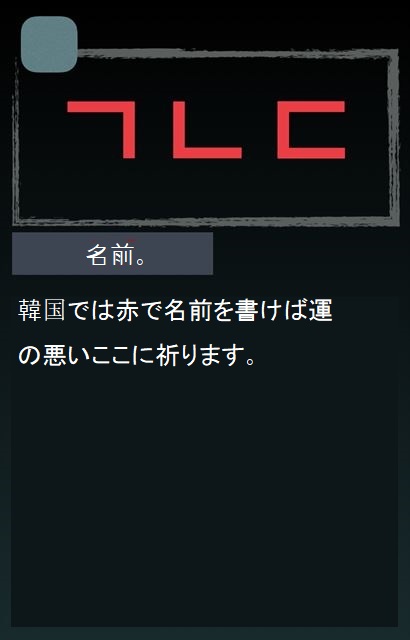 ㄱㄴㄷ
名前。
韓国では赤で名前を書けば運
の悪いここに祈ります。